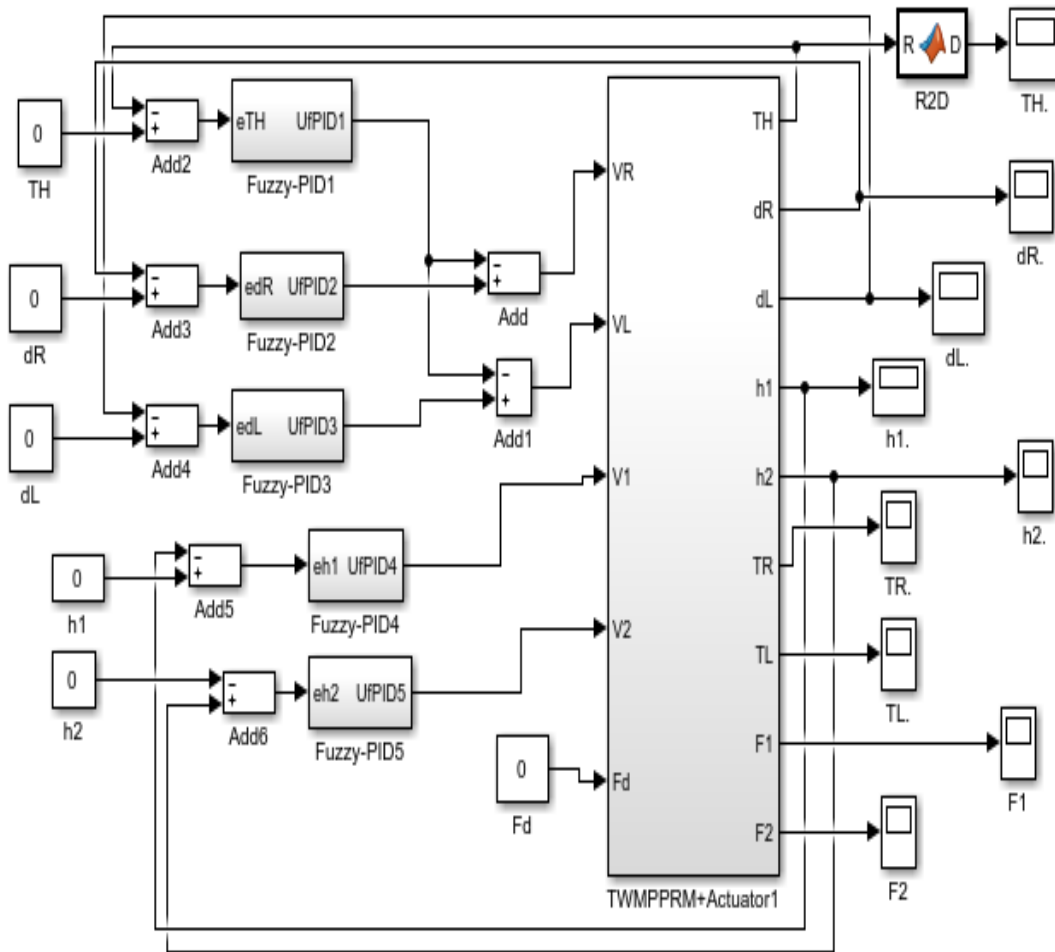 R D
R2D
TH.
0
TH
-
+
Add2
eTH UfPID1
Fuzzy-PID1
TH
VR
dR
dR.
0
dR
-
+
Add3
edR UfPID2
Fuzzy-PID2
-
+
Add
dL
dL.
VL
0
dL
-
+
Add4
edL UfPID3
Fuzzy-PID3
-
+
Add1
h1
h1.
V1
h2
h2.
0
h1
-
+
Add5
eh1 UfPID4
Fuzzy-PID4
TR
TR.
0
h2
-
+
Add6
eh2 UfPID5
Fuzzy-PID5
V2
TL
TL.
0
Fd
Fd
F1
F1
F2
F2
TWMPPRM+Actuator1